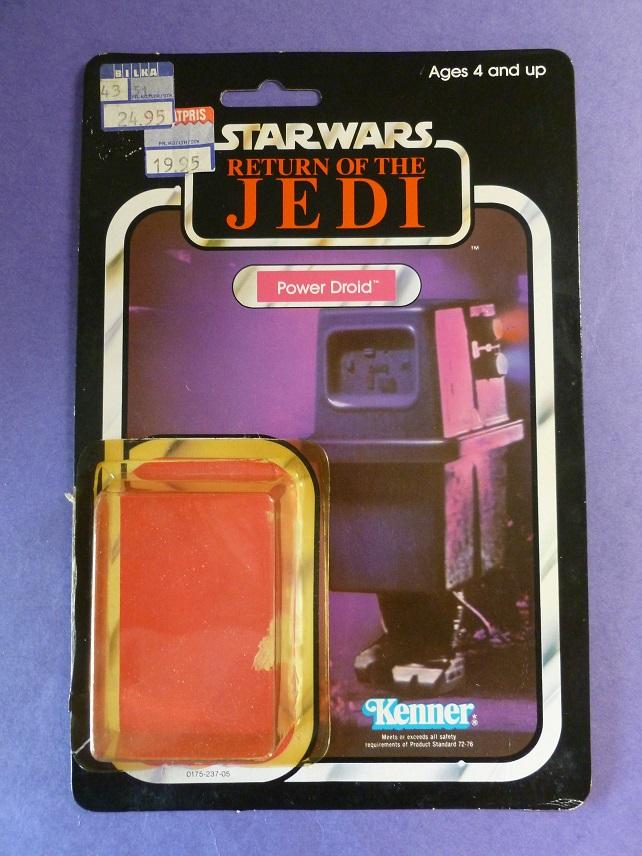 BILKA
43 51
24.95
TPRIS
19.95
Ages 4 and up
STAR WARS
RETURN OF THE
JEDI
™
Power Droid™
Kenner®
Meets or exceeds all safety
requirements of Product Standard 72-76
0175-237-05